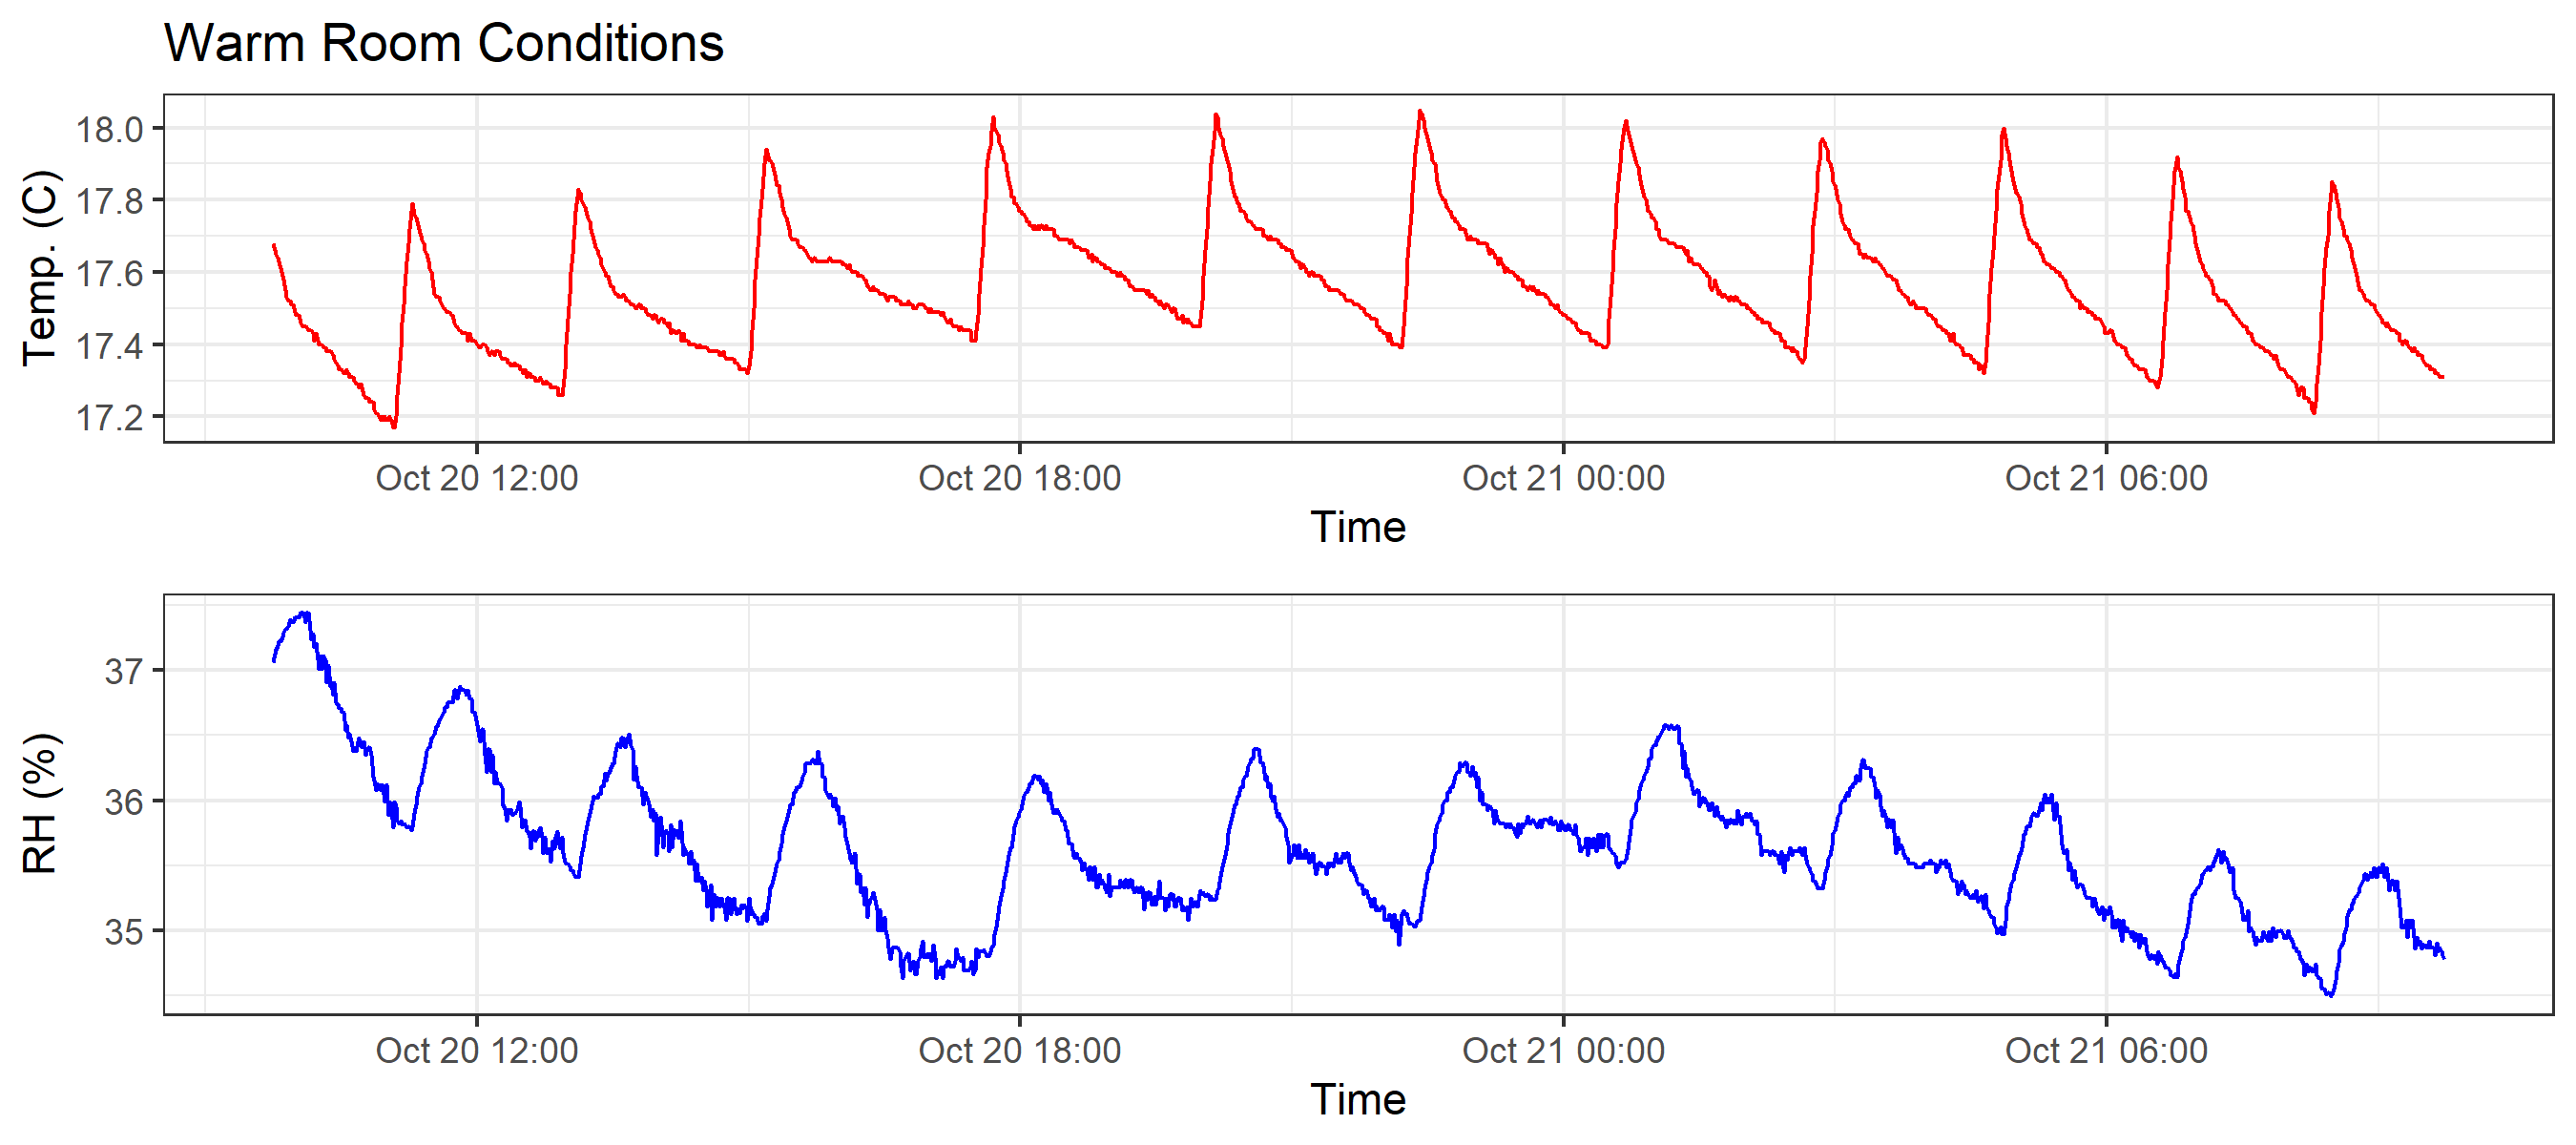 Warm Room Conditions
Temp. (C)
18.0
17.8
17.6
17.4
17.2
Oct 20 12:00 Oct 20 18:00 Oct 21 00:00 Oct 21 06:00
Time
RH (%)
37
36
35
Oct 20 12:00 Oct 20 18:00 Oct 21 00:00 Oct 21 06:00
Time